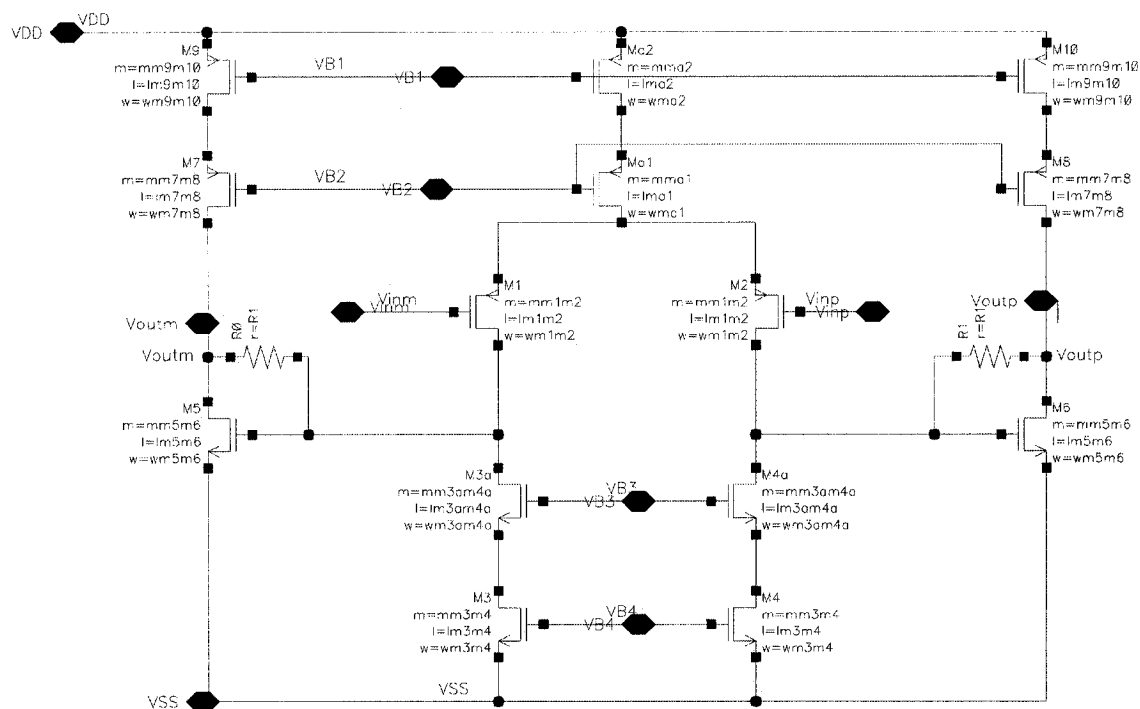 VDD
VDD
M9
m=mm9m10
l=lm9m10
w=wm9m10
VB1
VB1
Ma2
m=mma2
l=lma2
w=wma2
M10
m=mm9m10
l=lm9m10
w=wm9m10
M7
m=mm7m8
l=lm7m8
w=wm7m8
VB2
VB2
Ma1
m=mma1
l=lma1
w=wma1
M8
m=mm7m8
l=lm7m8
w=wm7m8
Vinm
Vinm
M1
m=mm1m2
l=lm1m2
w=wm1m2
M2
m=mm1m2
l=lm1m2
w=wm1m2
Vinp
Vinp
Voutm
Voutm
R0
r=R1
Voutp
Voutp
R1
r=R1
M5
m=mm5m6
l=lm5m6
w=wm5m6
M6
m=mm5m6
l=lm5m6
w=wm5m6
M3a
m=mm3am4a
l=lm3am4a
w=wm3am4a
VB3
VB3
M4a
m=mm3am4a
l=lm3am4a
w=wm3am4a
M3
m=mm3m4
l=lm3m4
w=wm3m4
VB4
VB4
M4
m=mm3m4
l=lm3m4
w=wm3m4
VSS
VSS